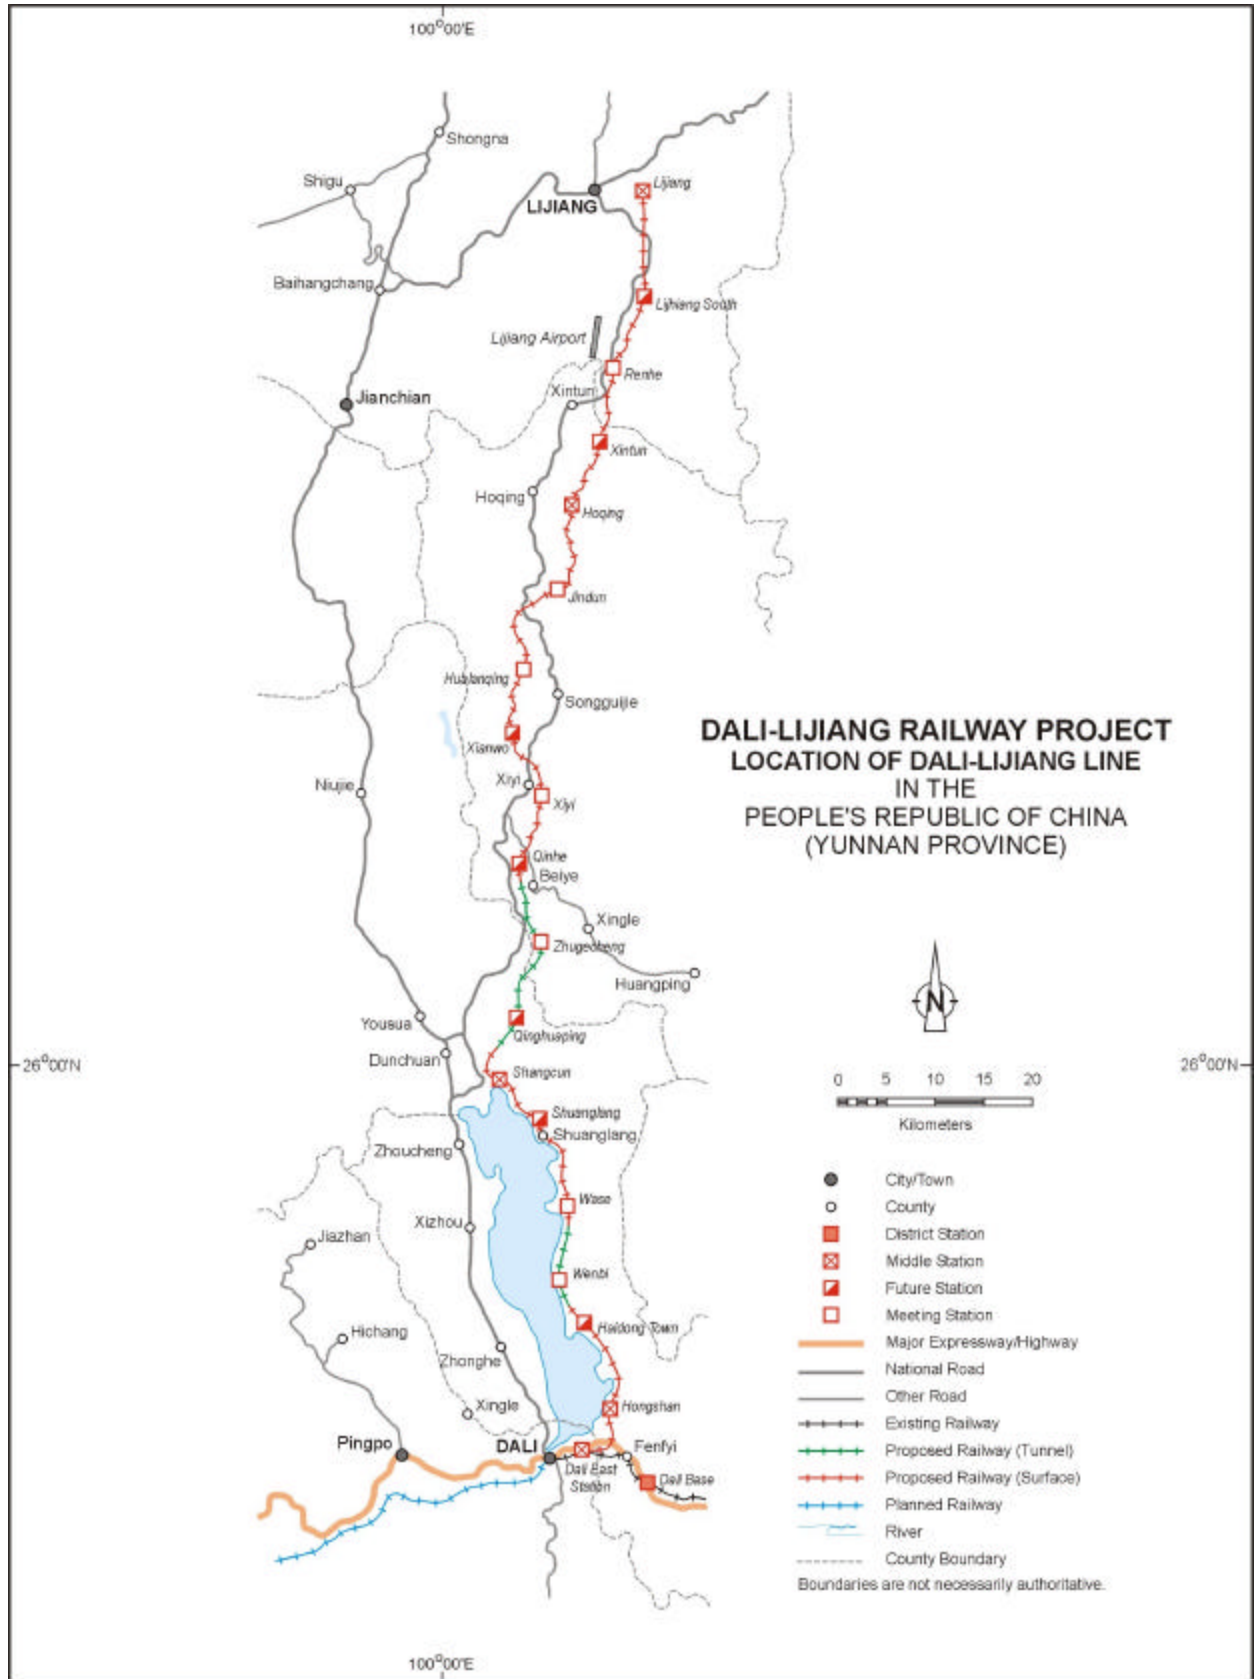 100°00'E
Shongna
Shigu
Lijiang
LIJIANG
Baihangchang
Lijhiang South
Lijiang Airport
Renhe
Xintun
Jianchian
Xintun
Hoqing
Hoqing
Jindun
Hualanqing
Songguijie
DALI-LIJIANG RAILWAY PROJECT
LOCATION OF DALI-LIJIANG LINE
IN THE
PEOPLE'S REPUBLIC OF CHINA
(YUNNAN PROVINCE)
Xianwo
Niujie
Xiyi
Xiyi
Qinhe
Beiye
Xingle
Zhugecheng
Huangping
N
Yousua
Qinghuaping
Dunchuan
26°00'N
26°00'N
Shangcun
0 5 10 15 20
Kilometers
Shuanglang
Shuanglang
Zhoucheng
Wase
Xizhou
Jiazhan
Wenbi
Haidong Town
Hichang
Zhonghe
Xingle
Hongshan
Pingpo
DALI
Fenfyi
Dali East
Station
Dali Base
City/Town
County
District Station
Middle Station
Future Station
Meeting Station
Major Expressway/Highway
National Road
Other Road
Existing Railway
Proposed Railway (Tunnel)
Proposed Railway (Surface)
Planned Railway
River
County Boundary
Boundaries are not necessarily authoritative.
100°00'E